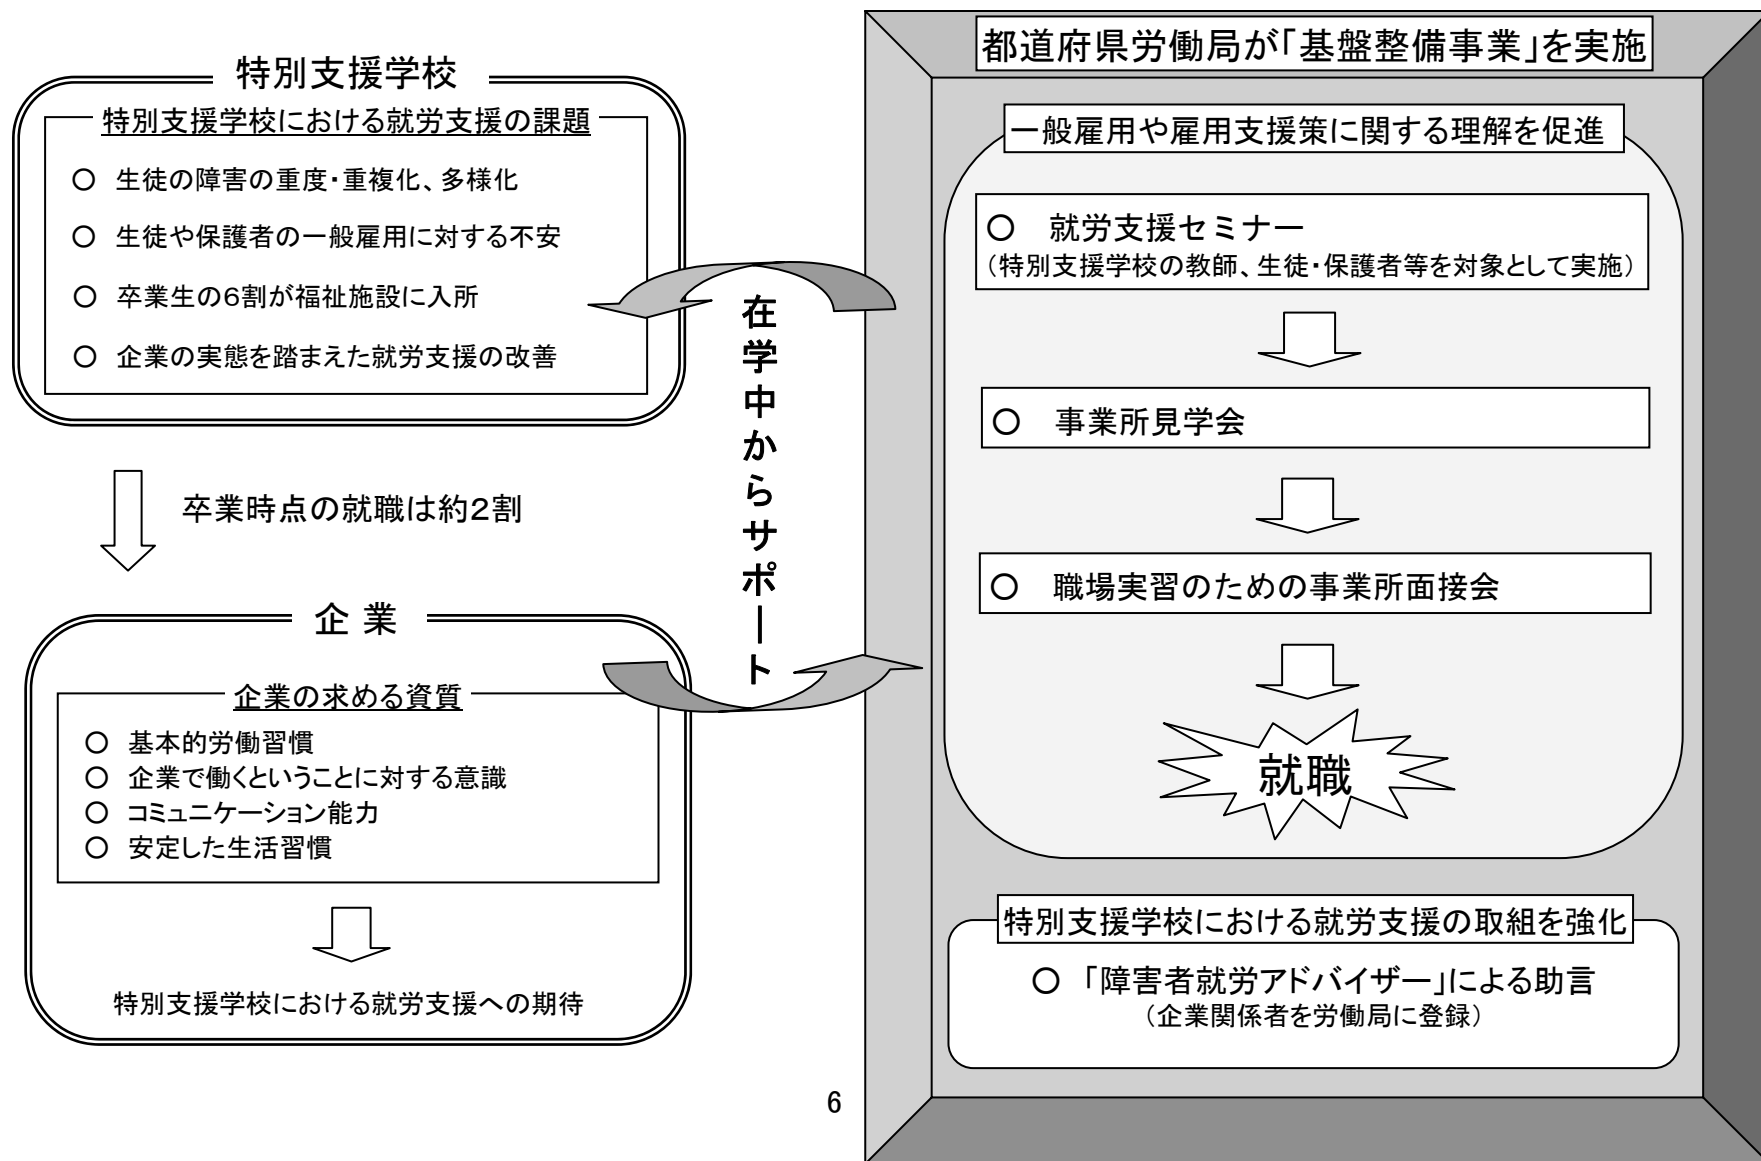 特別支援学校
特別支援学校における就労支援の課題
○ 生徒の障害の重度・重複化、多様化
○ 生徒や保護者の一般雇用に対する不安
○ 卒業生の6割が福祉施設に入所
○ 企業の実態を踏まえた就労支援の改善
卒業時点の就職は約2割
企業
企業の求める資質
○ 基本的労働習慣
○ 企業で働くということに対する意識
○ コミュニケーション能力
○ 安定した生活習慣
特別支援学校における就労支援への期待
在学中からサポート
都道府県労働局が「基盤整備事業」を実施
一般雇用や雇用支援策に関する理解を促進
○ 就労支援セミナー
（特別支援学校の教師、生徒・保護者等を対象として実施）
○ 事業所見学会
○ 職場実習のための事業所面接会
就職
特別支援学校における就労支援の取組を強化
○ 「障害者就労アドバイザー」による助言
（企業関係者を労働局に登録）
6